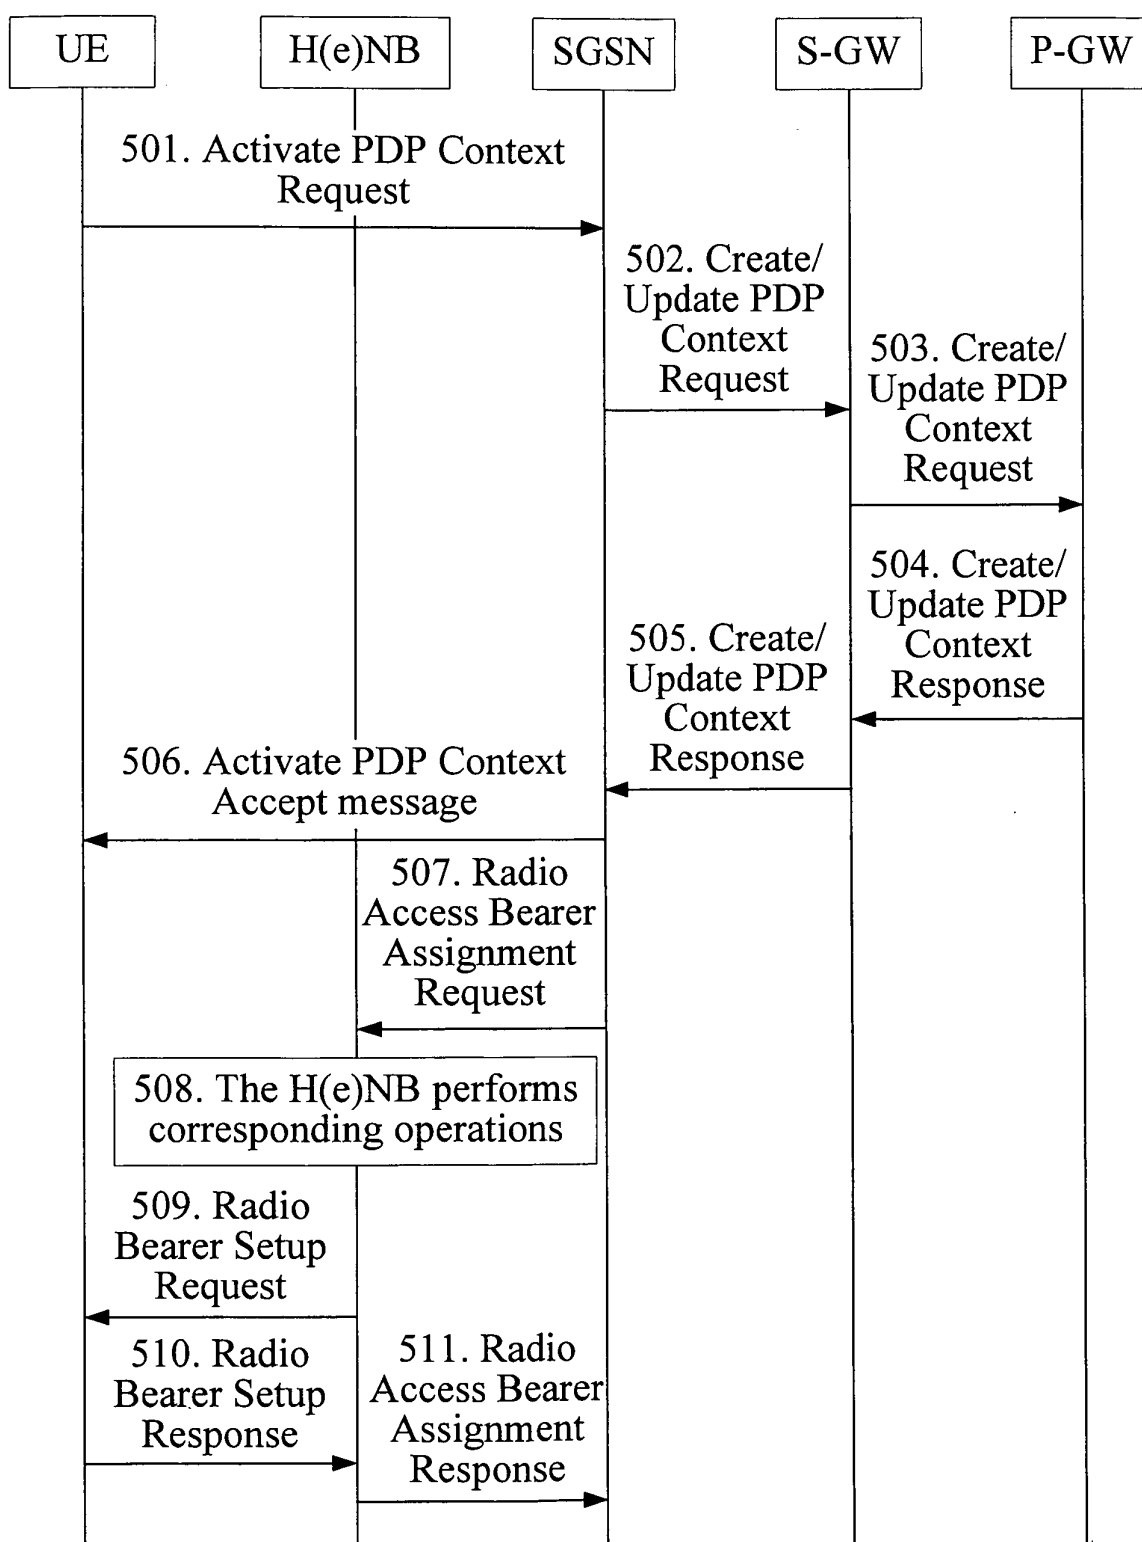 UE
H(e)NB
SGSN
S-GW
P-GW
501. Activate PDP Context
Request
502. Create/
Update PDP
Context
Request
503. Create/
Update PDP
Context
Request
504. Create/
Update PDP
Context
Response
505. Create/
Update PDP
Context
Response
506. Activate PDP Context
Accept message
507. Radio
Access Bearer
Assignment
Request
508. The H(e)NB performs
corresponding operations
509. Radio
Bearer Setup
Request
510. Radio
Bearer Setup
Response
511. Radio
Access Bearer
Assignment
Response